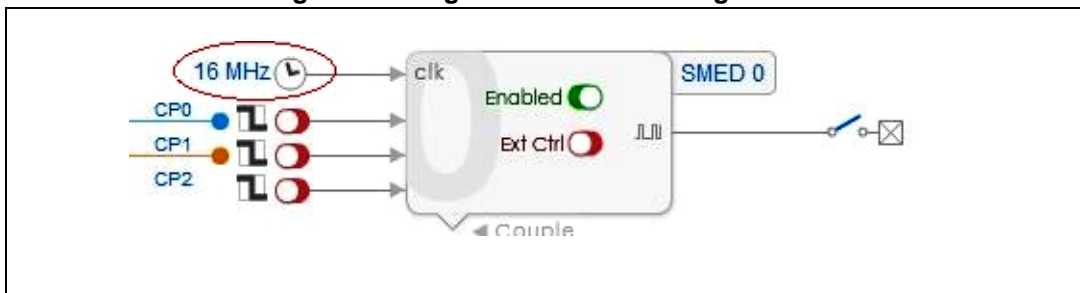 16 MHz
clk
SMED 0
Enabled
CP0
CP1
Ext Ctrl
CP2
Couple